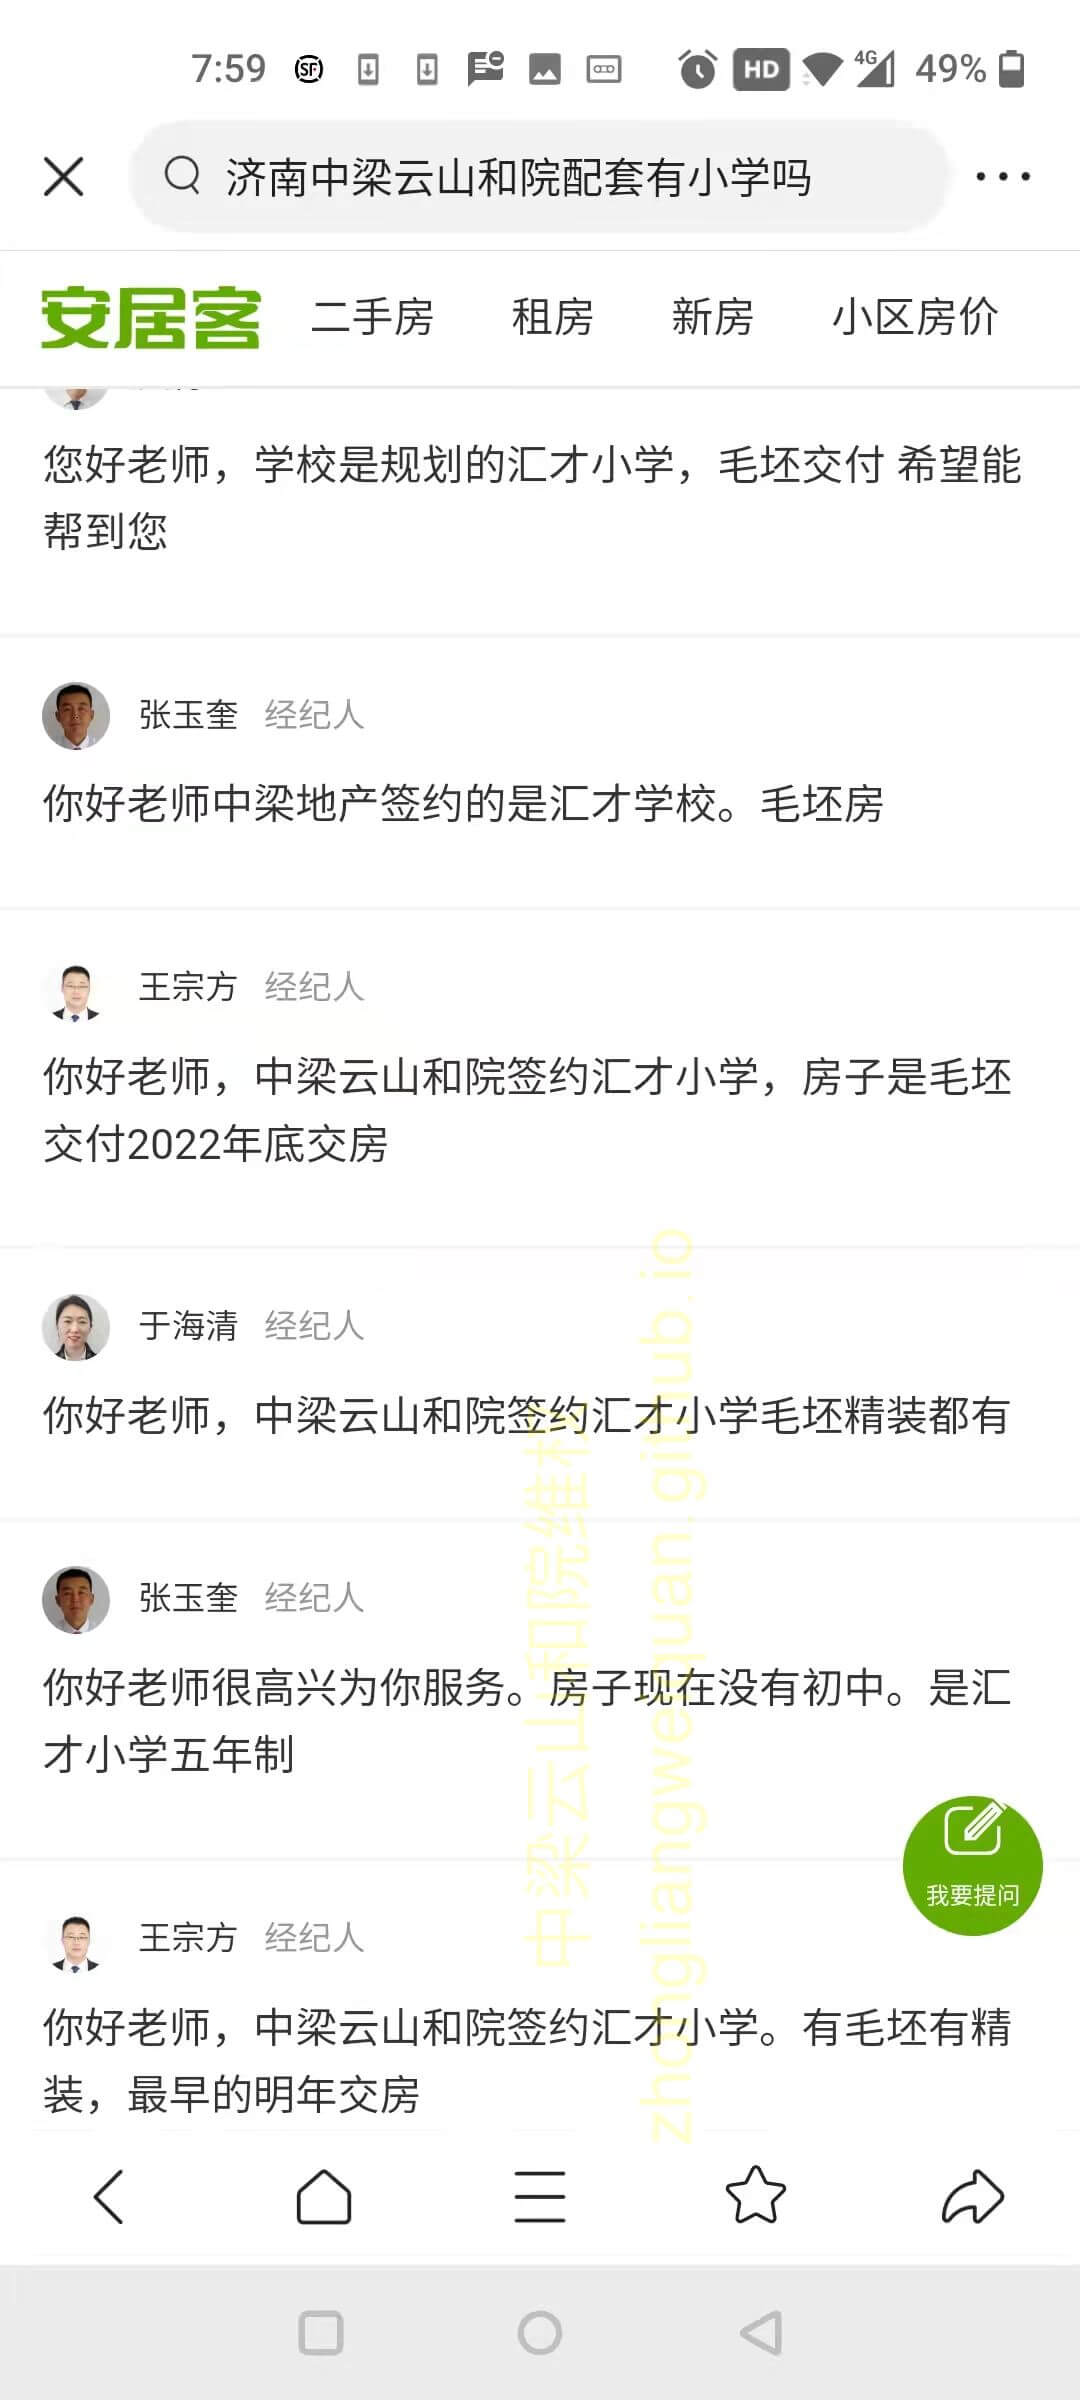 7:59
SF
HD
4G
49%
济南中梁云山和院配套有小学吗
安居客
二手房
租房
新房
小区房价
您好老师，学校是规划的汇才小学，毛坯交付 希望能
帮到您
张玉奎 经纪人
你好老师中梁地产签约的是汇才学校。毛坯房
王宗方 经纪人
你好老师，中梁云山和院签约汇才小学，房子是毛坯
交付2022年底交房
于海清 经纪人
你好老师，中梁云山和院签约汇才小学毛坯精装都有
张玉奎 经纪人
你好老师很高兴为你服务。房子现在没有初中。是汇
才小学五年制
我要提问
王宗方 经纪人
你好老师，中梁云山和院签约汇才小学。有毛坯有精
装，最早的明年交房
中梁云山和院维权
zhongliangweiquan.github.io